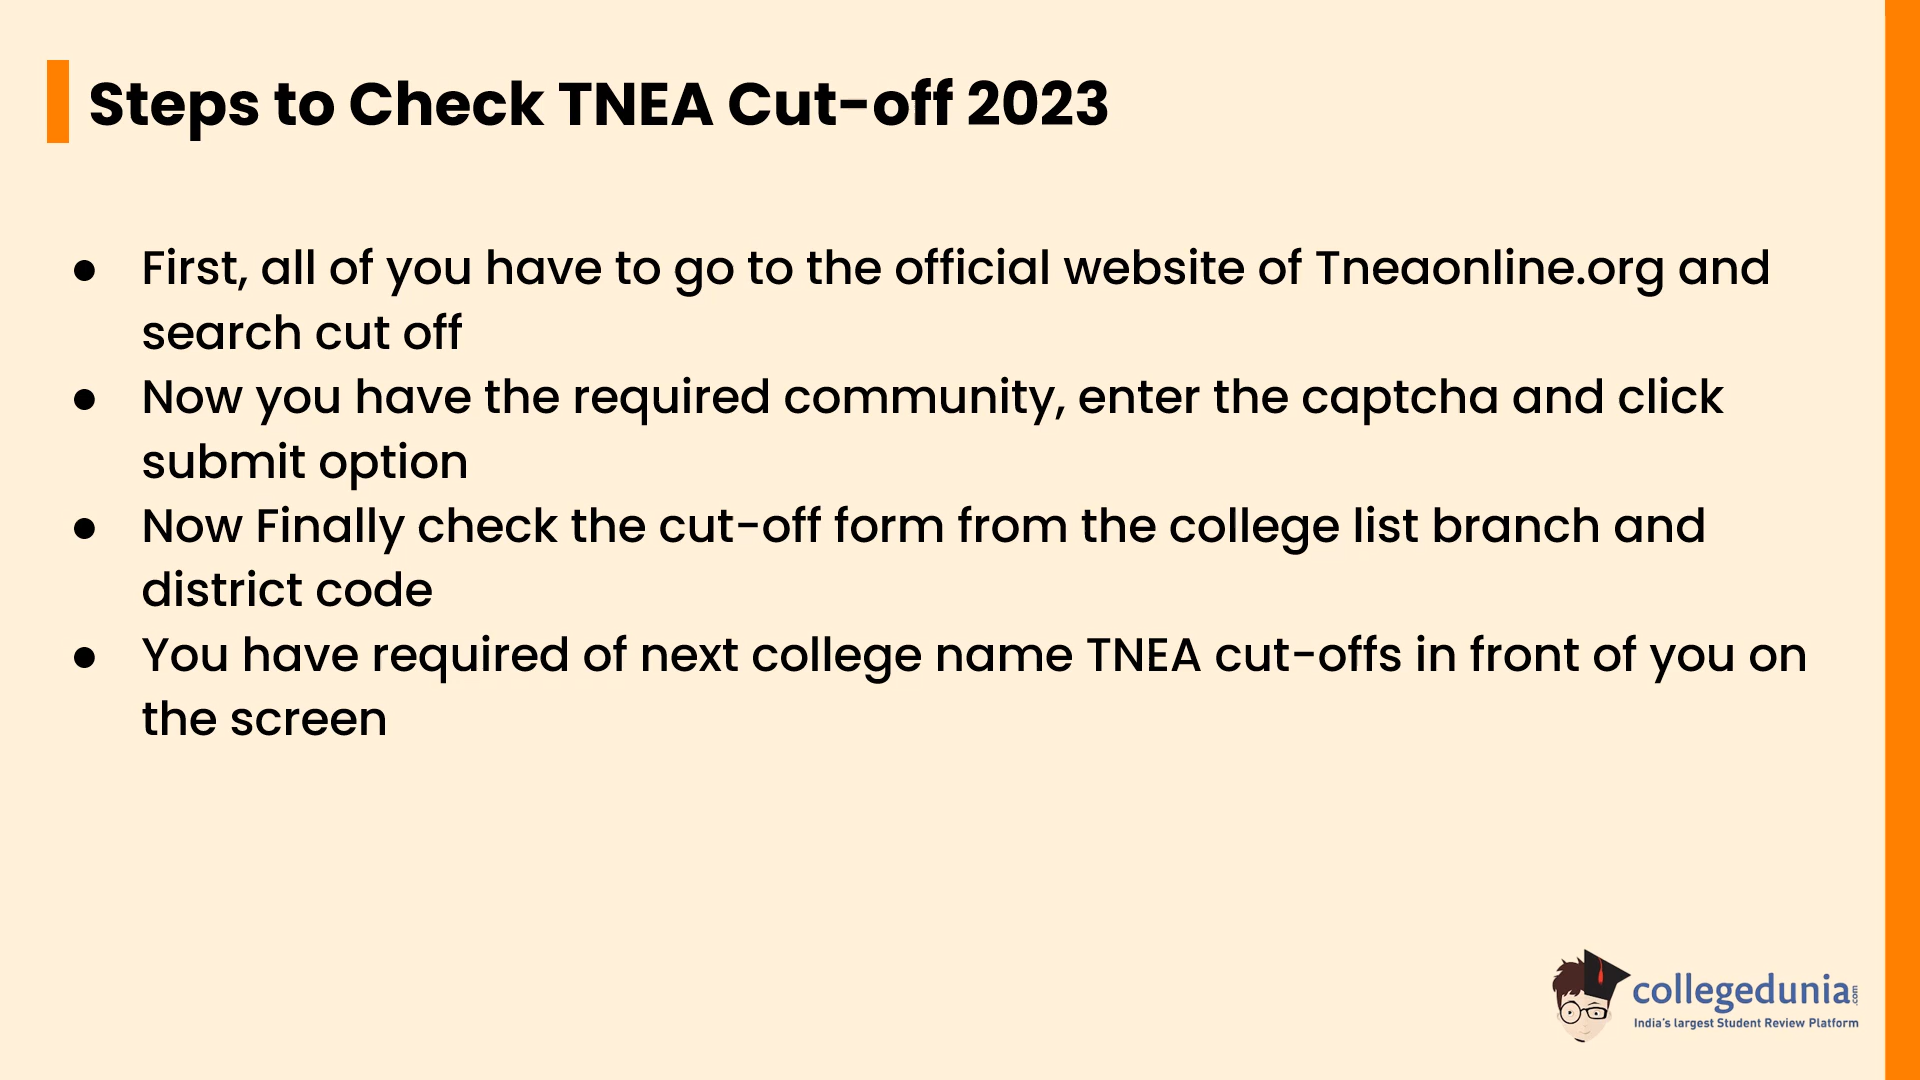 Steps to Check TNEA Cut-off 2023
● First, all of you have to go to the official website of Tneaonline.org and
search cut off
● Now you have the required community, enter the captcha and click
submit option
● Now Finally check the cut-off form from the college list branch and
district code
● You have required of next college name TNEA cut-offs in front of you on
the screen
collegedunia.com
India's largest Student Review Platform